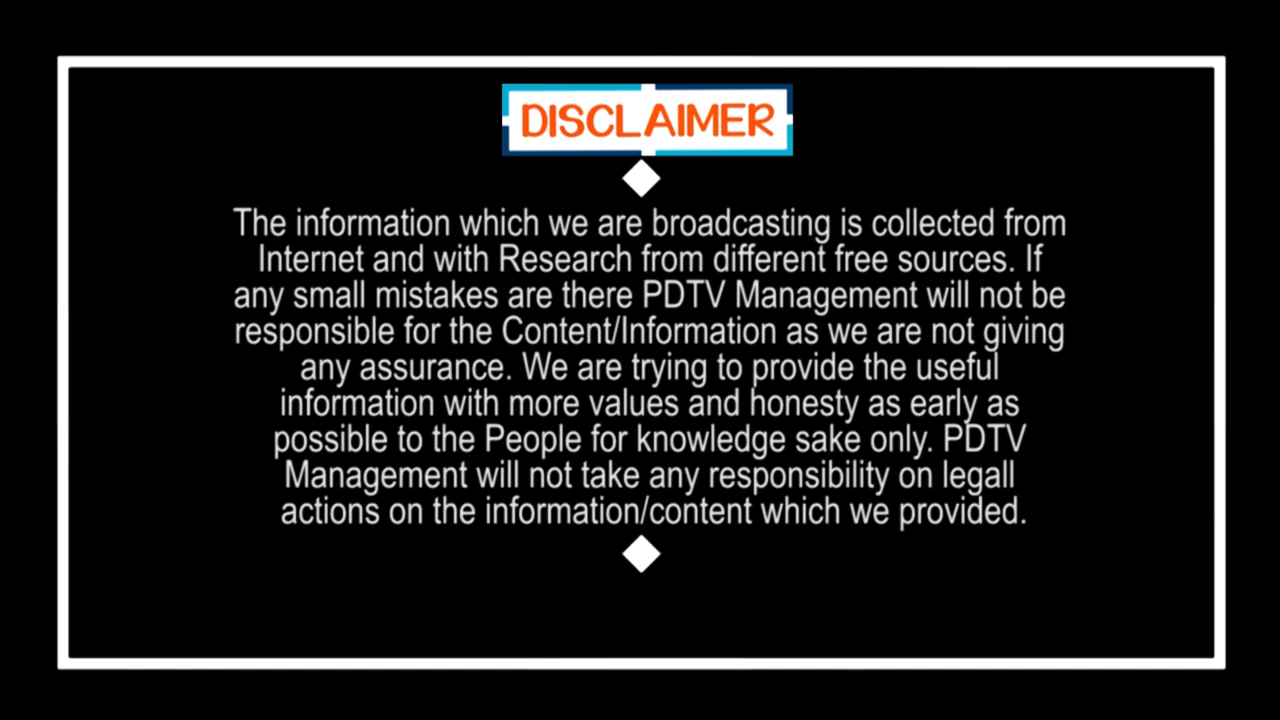 DISCLAIMER
The information which we are broadcasting is collected from
Internet and with Research from different free sources. If
any small mistakes are there PDTV Management will not be
responsible for the Content/Information as we are not giving
any assurance. We are trying to provide the useful
information with more values and honesty as early as
possible to the People for knowledge sake only. PDTV
Management will not take any responsibility on legall
actions on the information/content which we provided.